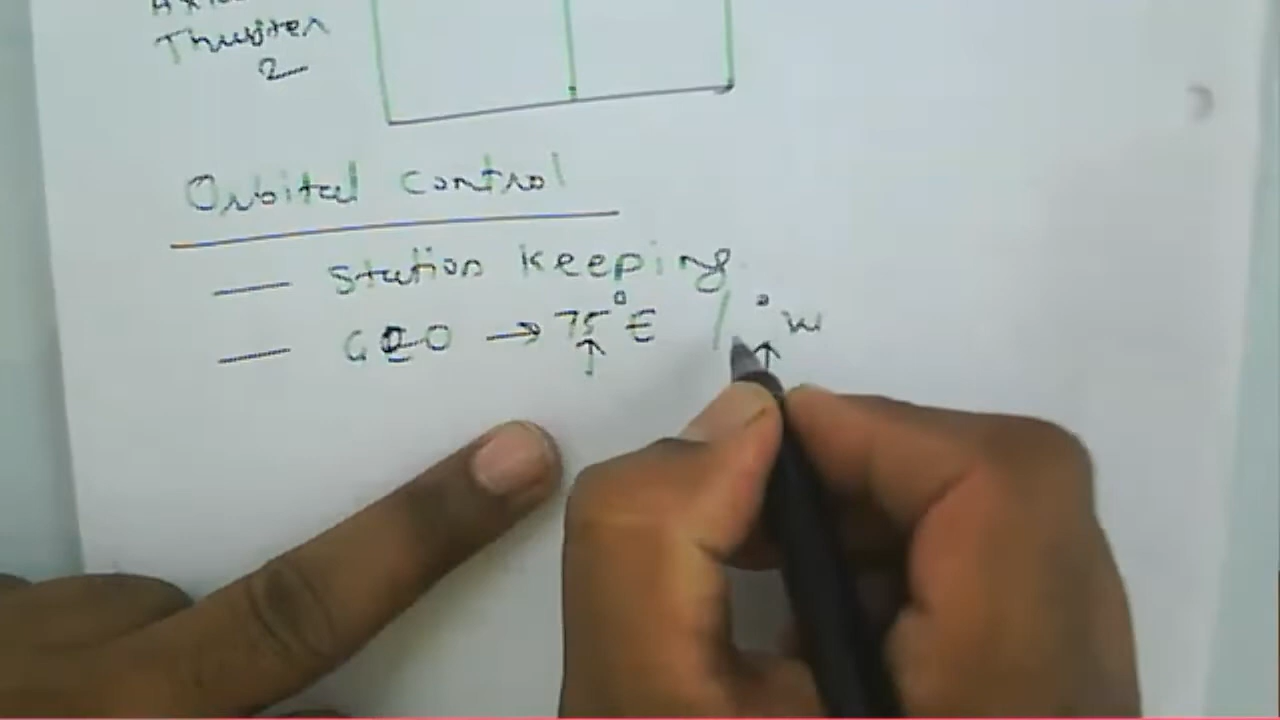 Thruster
2
Orbital control
— Station keeping
— GEO → 75°E / °W